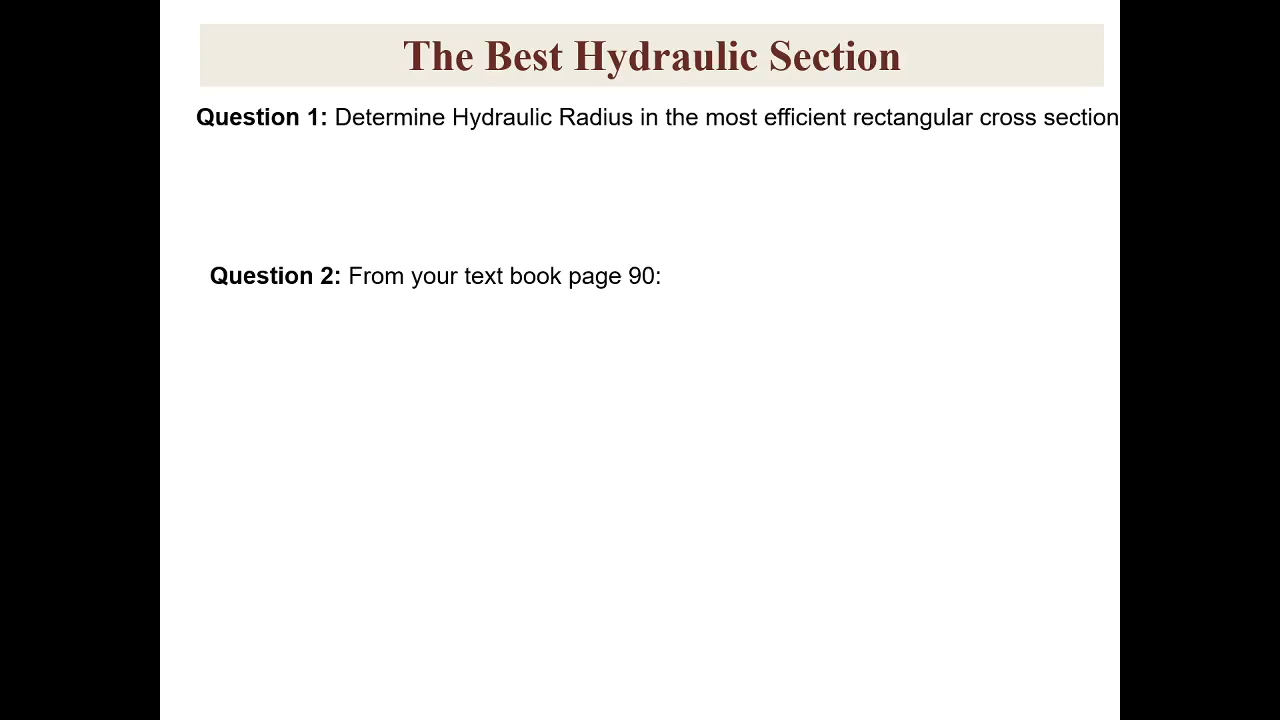 The Best Hydraulic Section
Question 1: Determine Hydraulic Radius in the most efficient rectangular cross section
Question 2: From your text book page 90: